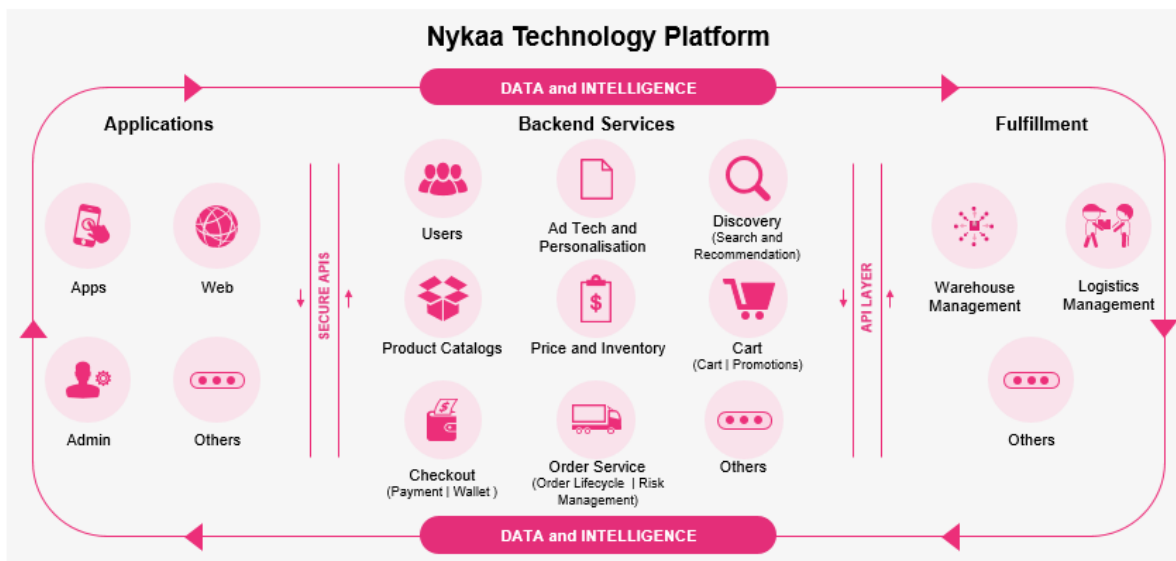 Nykaa Technology Platform
DATA and INTELLIGENCE
Applications
Backend Services
Fulfillment
Apps
Web
Admin
Others
SECURE APIS
Users
Ad Tech and
Personalisation
Discovery
(Search and
Recommendation)
Product Catalogs
Price and Inventory
Cart
(Cart | Promotions)
Checkout
(Payment | Wallet )
Order Service
(Order Lifecycle | Risk
Management)
Others
API LAYER
Warehouse
Management
Logistics
Management
Others
DATA and INTELLIGENCE